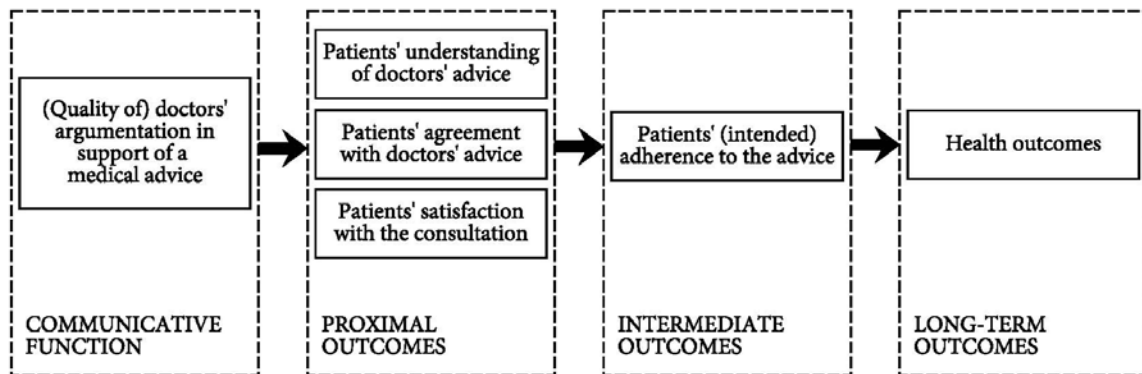 (Quality of) doctors'
argumentation in
support of a
medical advice
COMMUNICATIVE
FUNCTION
Patients' understanding
of doctors' advice
Patients' agreement
with doctors' advice
Patients' satisfaction
with the consultation
PROXIMAL
OUTCOMES
Patients' (intended)
adherence to the advice
INTERMEDIATE
OUTCOMES
Health outcomes
LONG-TERM
OUTCOMES